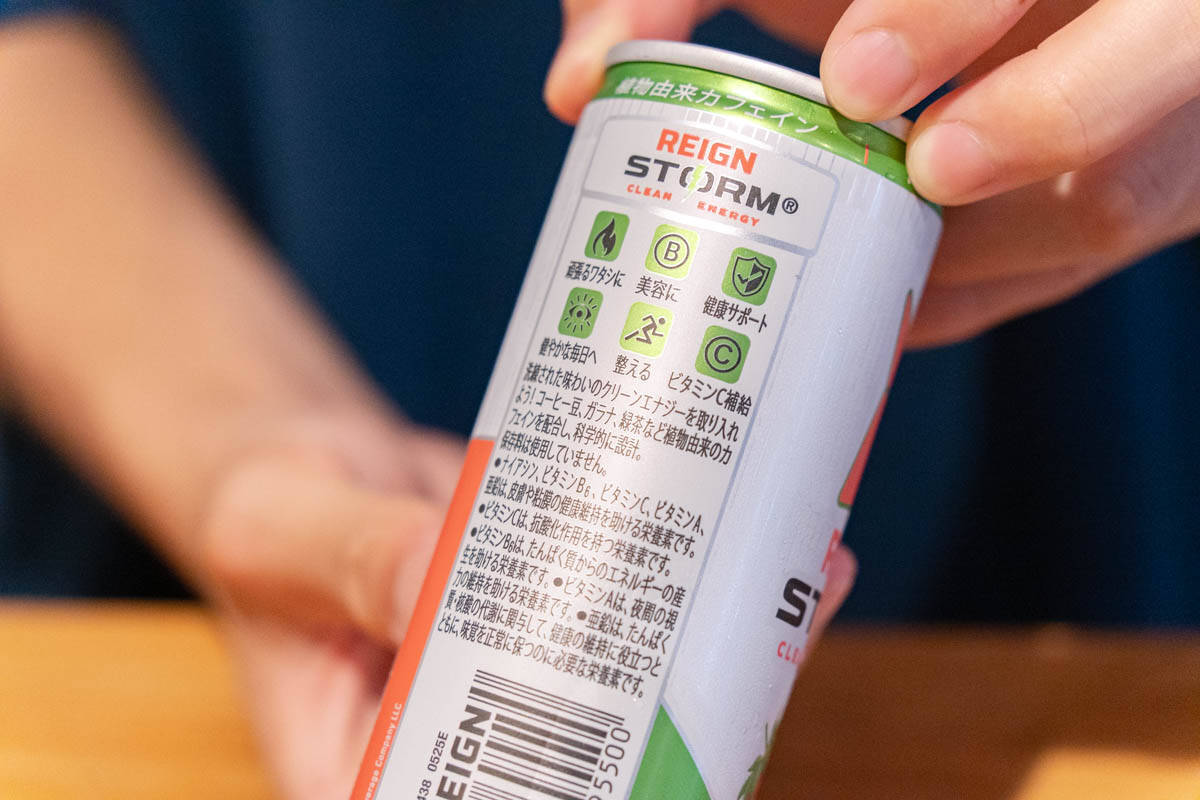 植物由来カフェイン
REIGN
STORM®
CLEAN ENERGY
頑張るワタシに
美容に
健康サポート
健やかな毎日へ
整える
ビタミンC補給
洗練された味わいのクリーンエナジーを取り入れ
よう！コーヒー豆、ガラナ、緑茶など植物由来のカ
フェインを配合し、科学的に設計。
保存料は使用していません。
●ナイアシン、ビタミンB6、ビタミンC、ビタミンA、
亜鉛は、皮膚や粘膜の健康維持を助ける栄養素です。
●ビタミンCは、抗酸化作用を持つ栄養素です。
●ビタミンB6は、たんぱく質からのエネルギーの産
生を助ける栄養素です。●ビタミンAは、夜間の視
力の維持を助ける栄養素です。●亜鉛は、たんぱく
質・核酸の代謝に関与して、健康の維持に役立つと
ともに、味覚を正常に保つのに必要な栄養素です。
erage Company LLC
438 0525E
EIGN
5500
ST
CLE